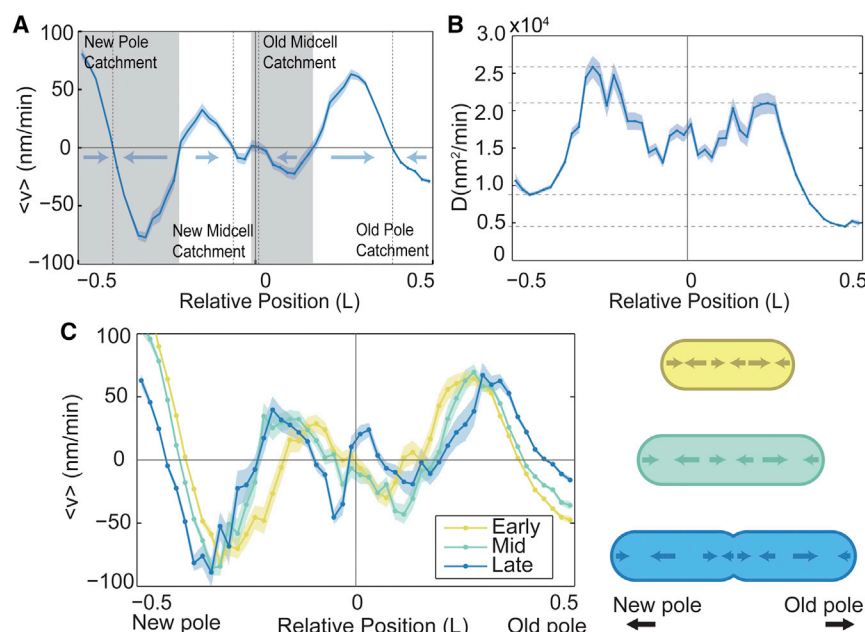 A
100
50
0
−50
−100
<v> (nm/min)
New Pole
Catchment
Old Midcell
Catchment
New Midcell
Catchment
Old Pole
Catchment
−0.5
0
0.5
Relative Position (L)
B
3.0x10⁴
2.5
2.0
1.5
1.0
0.5
0
D(nm²/min)
−0.5
0
0.5
Relative Position (L)
C
100
50
0
−50
−100
<v> (nm/min)
Early
Mid
Late
−0.5
0
0.5
New pole
Relative Position (L)
Old pole
New pole
Old pole